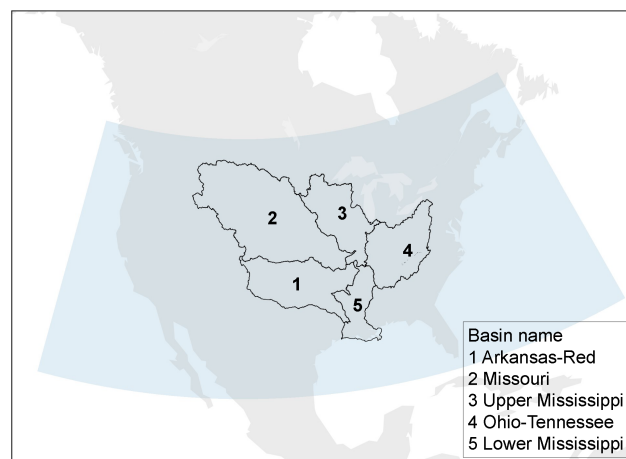 2
3
4
1
5
Basin name
1 Arkansas-Red
2 Missouri
3 Upper Mississippi
4 Ohio-Tennessee
5 Lower Mississippi